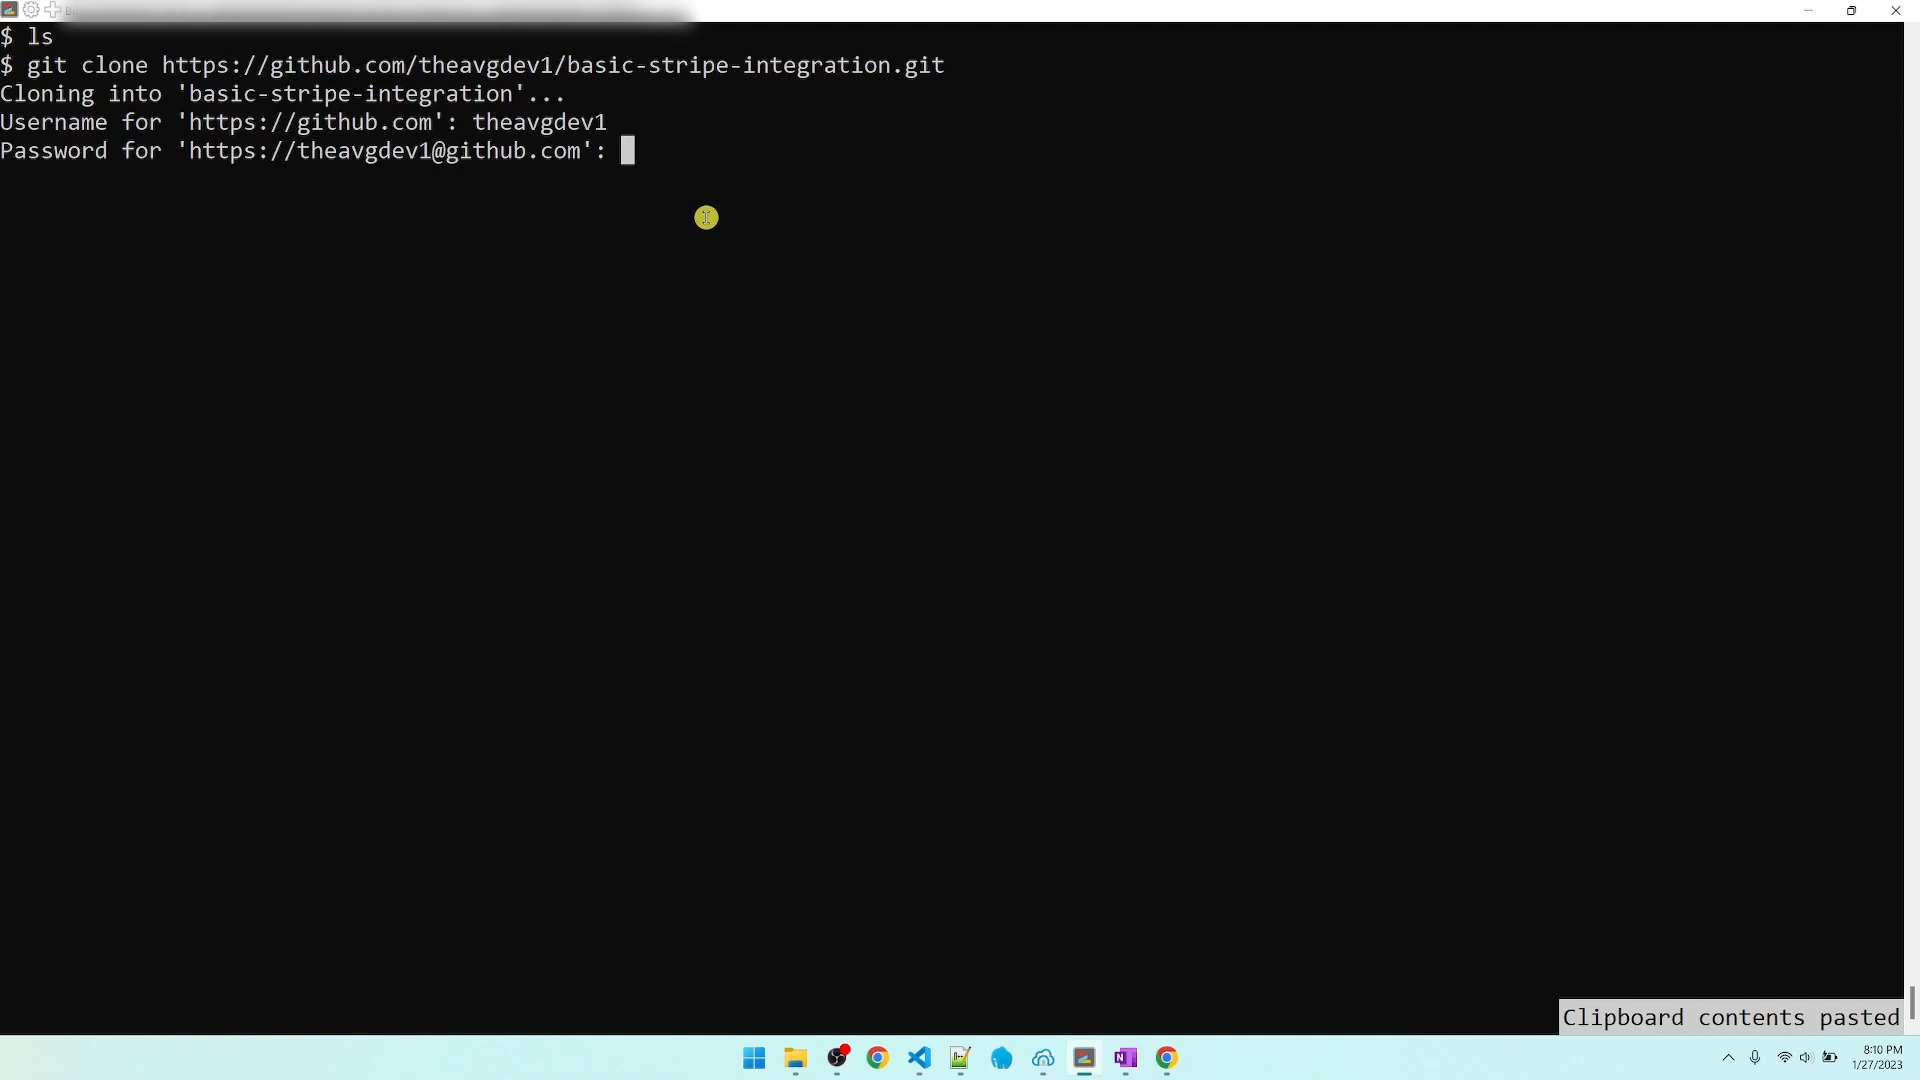 $ ls
$ git clone https://github.com/theavgdev1/basic-stripe-integration.git
Cloning into 'basic-stripe-integration'...
Username for 'https://github.com': theavgdev1
Password for 'https://theavgdev1@github.com':
Clipboard contents pasted
8:10 PM
1/27/2023